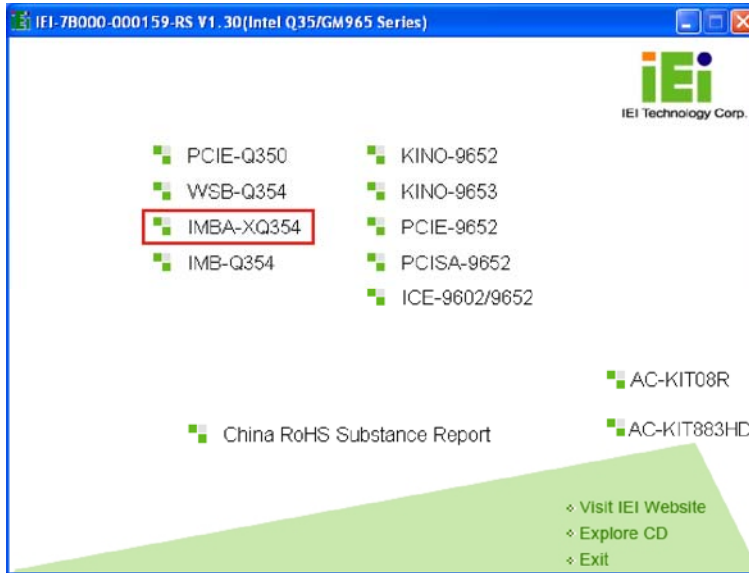 IEI-7B000-000159-RS V1.30(Intel Q35/GM965 Series)
iEi
IEI Technology Corp.
PCIE-Q350
WSB-Q354
IMBA-XQ354
IMB-Q354
KINO-9652
KINO-9653
PCIE-9652
PCISA-9652
ICE-9602/9652
AC-KIT08R
AC-KIT883HD
China RoHS Substance Report
Visit IEI Website
Explore CD
Exit